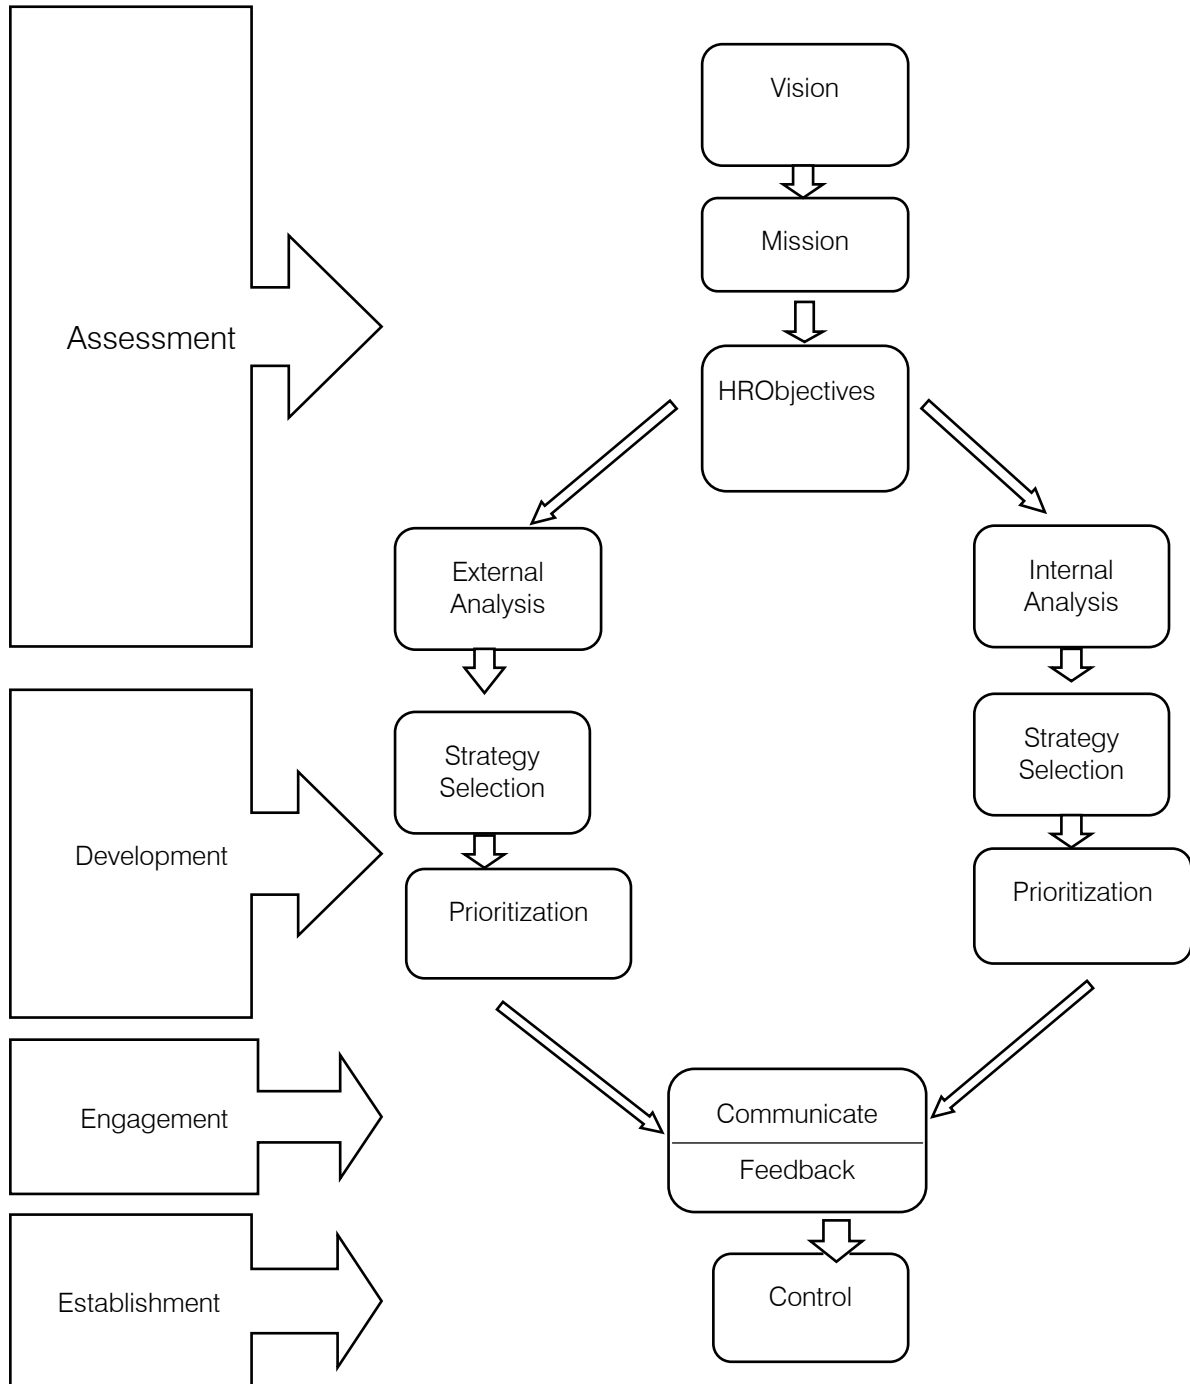 Vision
Mission
Assessment
HRObjectives
External
Analysis
Internal
Analysis
Strategy
Selection
Strategy
Selection
Development
Prioritization
Prioritization
Engagement
Communicate
Feedback
Establishment
Control